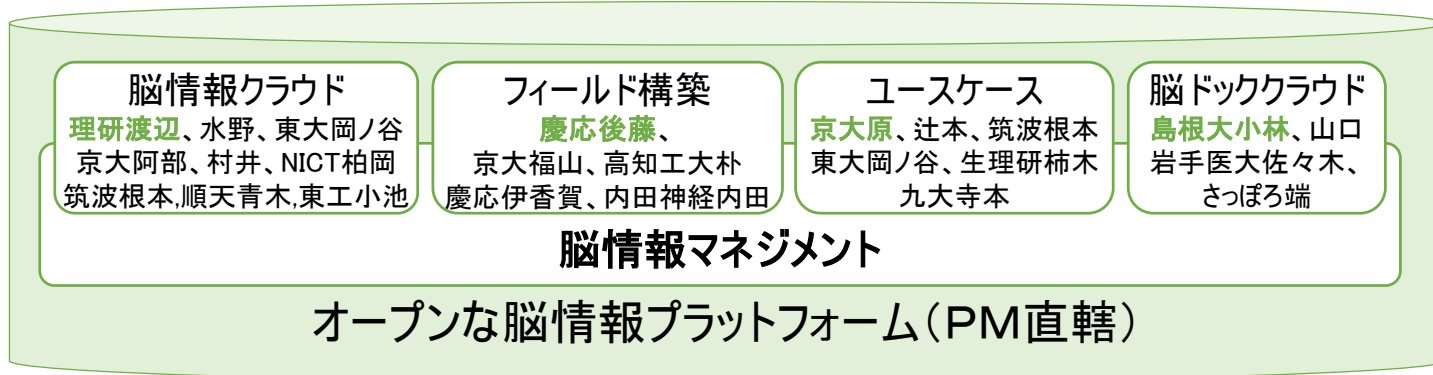 脳情報クラウド
理研渡辺、水野、東大岡ノ谷
京大阿部、村井、NICT柏岡
筑波根本,順天青木,東工小池
フィールド構築
慶応後藤、
京大福山、高知工大朴
慶応伊香賀、内田神経内田
ユースケース
京大原、辻本、筑波根本
東大岡ノ谷、生理研柿木
九大寺本
脳ドッククラウド
島根大小林、山口
岩手医大佐々木、
さっぽろ端
脳情報マネジメント
オープンな脳情報プラットフォーム(PM直轄)